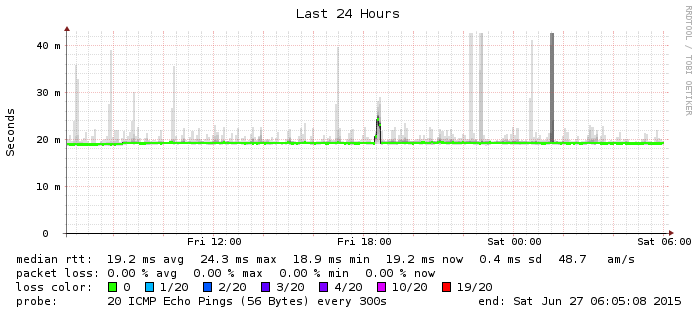 Last 24 Hours
RRDTOOL / TOBI OETIKER
Seconds
40 m
30 m
20 m
10 m
0
Fri 12:00 Fri 18:00 Sat 00:00 Sat 06:00
median rtt: 19.2 ms avg 24.3 ms max 18.9 ms min 19.2 ms now 0.4 ms sd 48.7 am/s
packet loss: 0.00 % avg 0.00 % max 0.00 % min 0.00 % now
loss color: 0 1/20 2/20 3/20 4/20 10/20 19/20
probe: 20 ICMP Echo Pings (56 Bytes) every 300s end: Sat Jun 27 06:05:08 2015